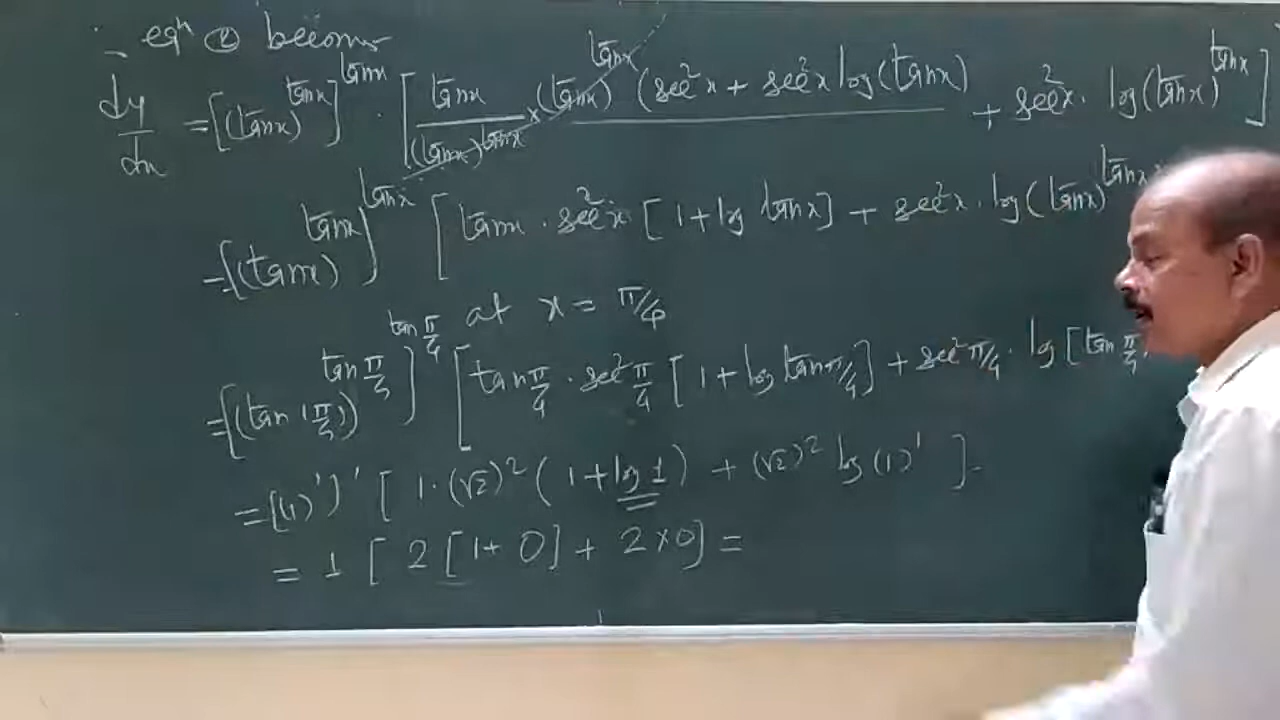 ∴ eqⁿ ② becomes
dy/dx = [(tanx)^tanx]^tanx · [tanx/(tanx)^tanx × (tanx)^tanx (sec²x + sec²x log(tanx) + sec²x · log(tanx)^tanx]
= [(tanx)^tanx]^tanx [tanx · sec²x [1+log tanx] + sec²x · log(tanx)^tanx
at x = π/4
= [(tan(π/4))^tan π/4]^tan π/4 [tan π/4 · sec² π/4 [1+log tan π/4] + sec² π/4 · log [tan π/4
= [(1)']' [1·(√2)² (1+log 1) + (√2)² log (1)' ].
= 1 [2 [1+ 0] + 2×0] =